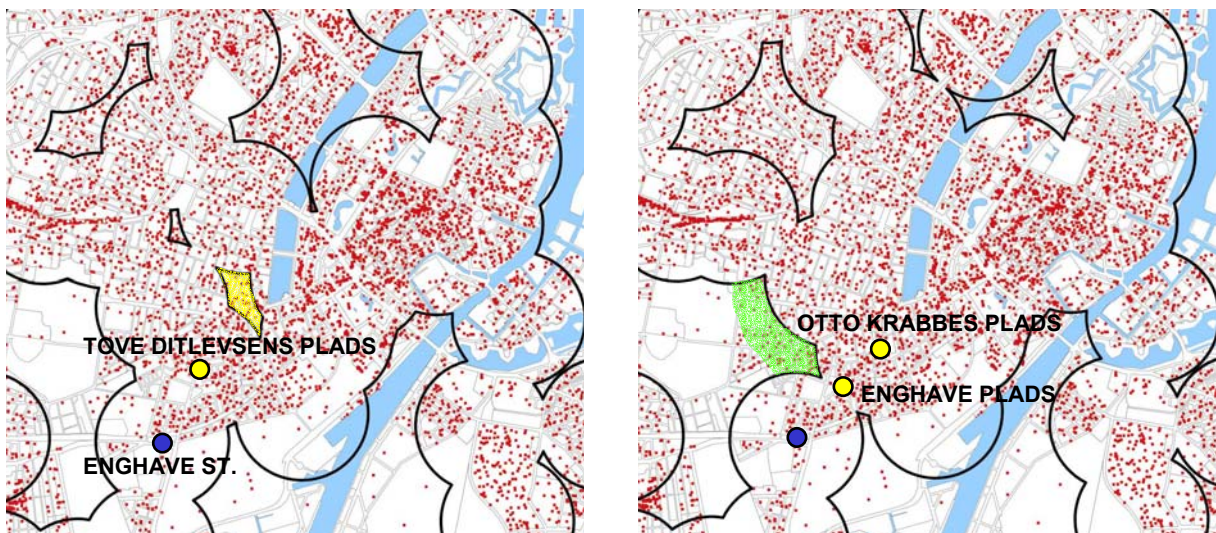 TOVE DITLEVSENS PLADS
ENGHAVE ST.
OTTO KRABBES PLADS
ENGHAVE PLADS